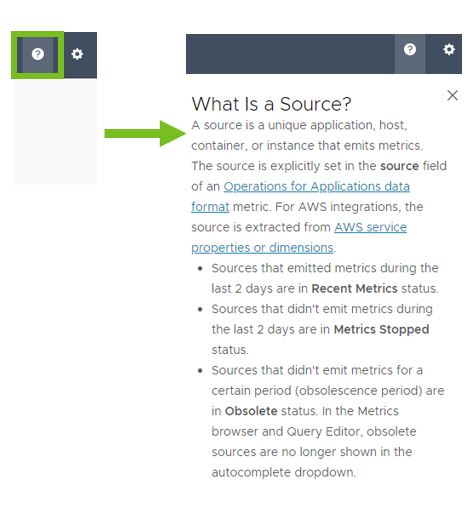 What Is a Source?
A source is a unique application, host,
container, or instance that emits metrics.
The source is explicitly set in the source field
of an Operations for Applications data
format metric. For AWS integrations, the
source is extracted from AWS service
properties or dimensions.
• Sources that emitted metrics during the
last 2 days are in Recent Metrics status.
• Sources that didn't emit metrics during
the last 2 days are in Metrics Stopped
status.
• Sources that didn't emit metrics for a
certain period (obsolescence period) are
in Obsolete status. In the Metrics
browser and Query Editor, obsolete
sources are no longer shown in the
autocomplete dropdown.